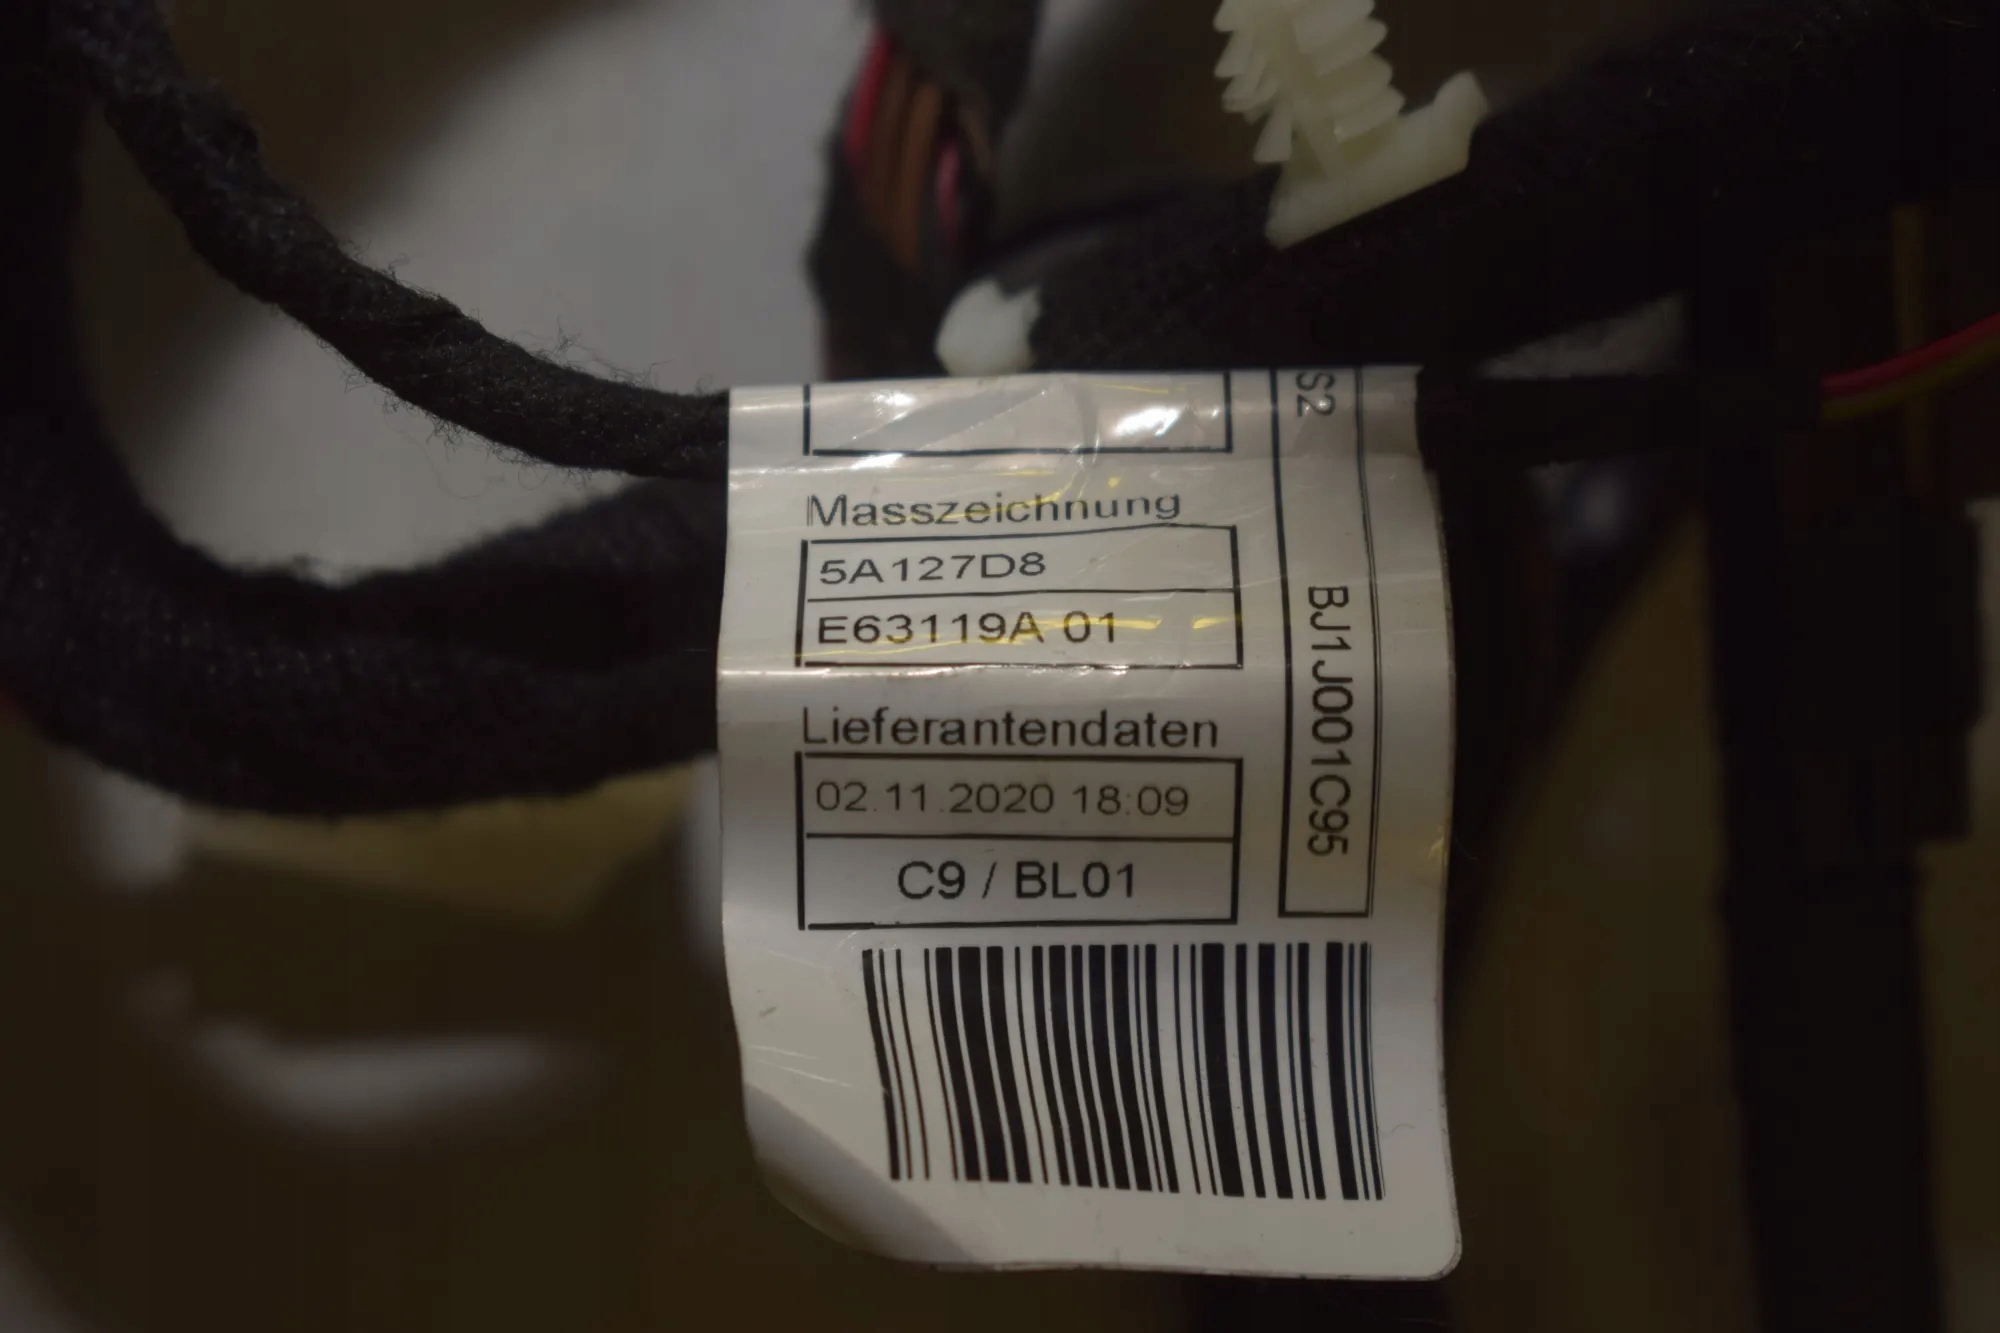 Masszeichnung
5A127D8
E63119A 01
Lieferantendaten
02.11.2020 18:09
C9 / BL01
S2
BJ1J001C95